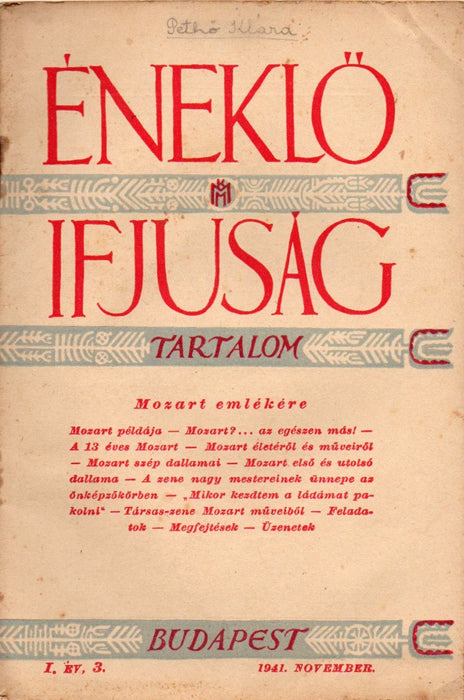 Pethő Klára
ÉNEKLŐ
IFJUSÁG
TARTALOM
Mozart emlékére
Mozart példája — Mozart?... az egészen más! —
A 13 éves Mozart — Mozart életéről és műveiről
— Mozart szép dallamai — Mozart első és utolsó
dallama — A zene nagy mestereinek ünnepe az
önképzőkörben — „Mikor kezdtem a ládámat pa-
kolni“ — Társas-zene Mozart műveiből — Felada-
tok — Megfejtések — Üzenetek
BUDAPEST
I. ÉV, 3.
1941. NOVEMBER.